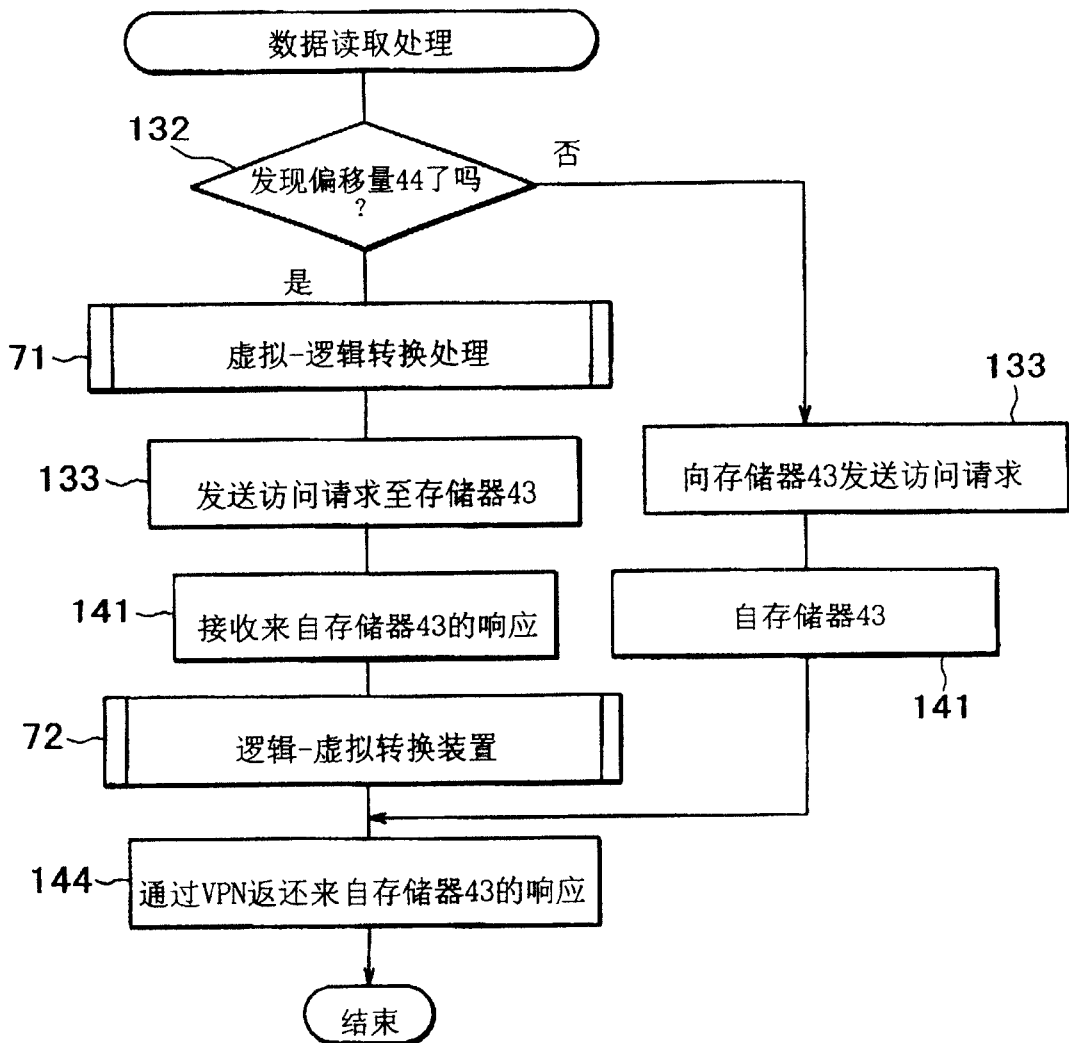 数据读取处理
132
发现偏移量44了吗
?
否
是
71
虚拟-逻辑转换处理
133
133
发送访问请求至存储器43
向存储器43发送访问请求
141
接收来自存储器43的响应
自存储器43
141
72
逻辑-虚拟转换装置
144
通过VPN返还来自存储器43的响应
结束